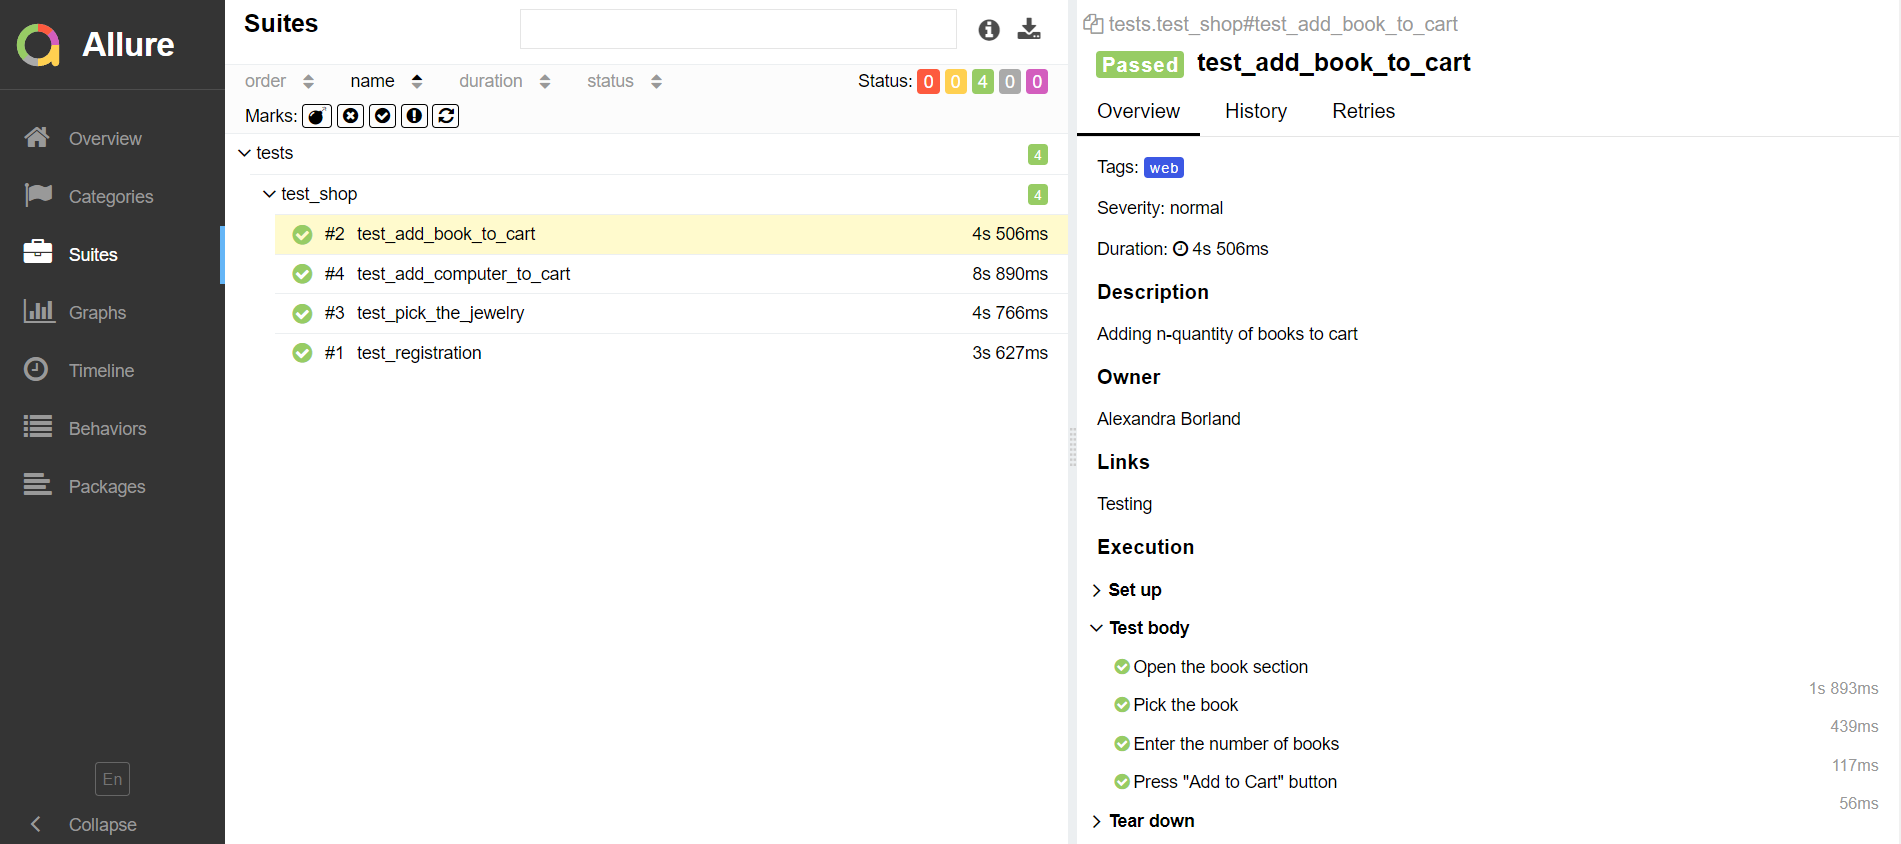 Allure
Overview
Categories
Suites
Graphs
Timeline
Behaviors
Packages
En
Collapse
Suites
order name duration status Status: 0 0 4 0 0
Marks:
tests 4
test_shop 4
#2 test_add_book_to_cart 4s 506ms
#4 test_add_computer_to_cart 8s 890ms
#3 test_pick_the_jewelry 4s 766ms
#1 test_registration 3s 627ms
tests.test_shop#test_add_book_to_cart
Passed test_add_book_to_cart
Overview History Retries
Tags: web
Severity: normal
Duration: 4s 506ms
Description
Adding n-quantity of books to cart
Owner
Alexandra Borland
Links
Testing
Execution
Set up
Test body
Open the book section
1s 893ms
Pick the book
439ms
Enter the number of books
117ms
Press "Add to Cart" button
56ms
Tear down